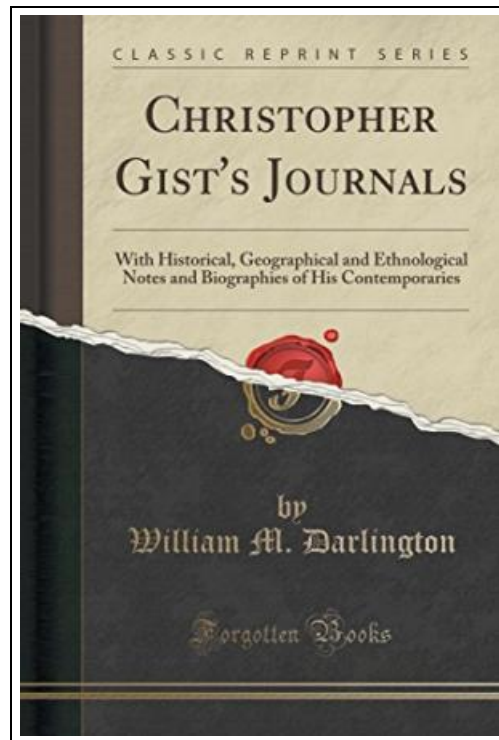 CLASSIC REPRINT SERIES
CHRISTOPHER
GIST'S JOURNALS
With Historical, Geographical and Ethnological
Notes and Biographies of His Contemporaries
by
William M. Darlington
Forgotten Books